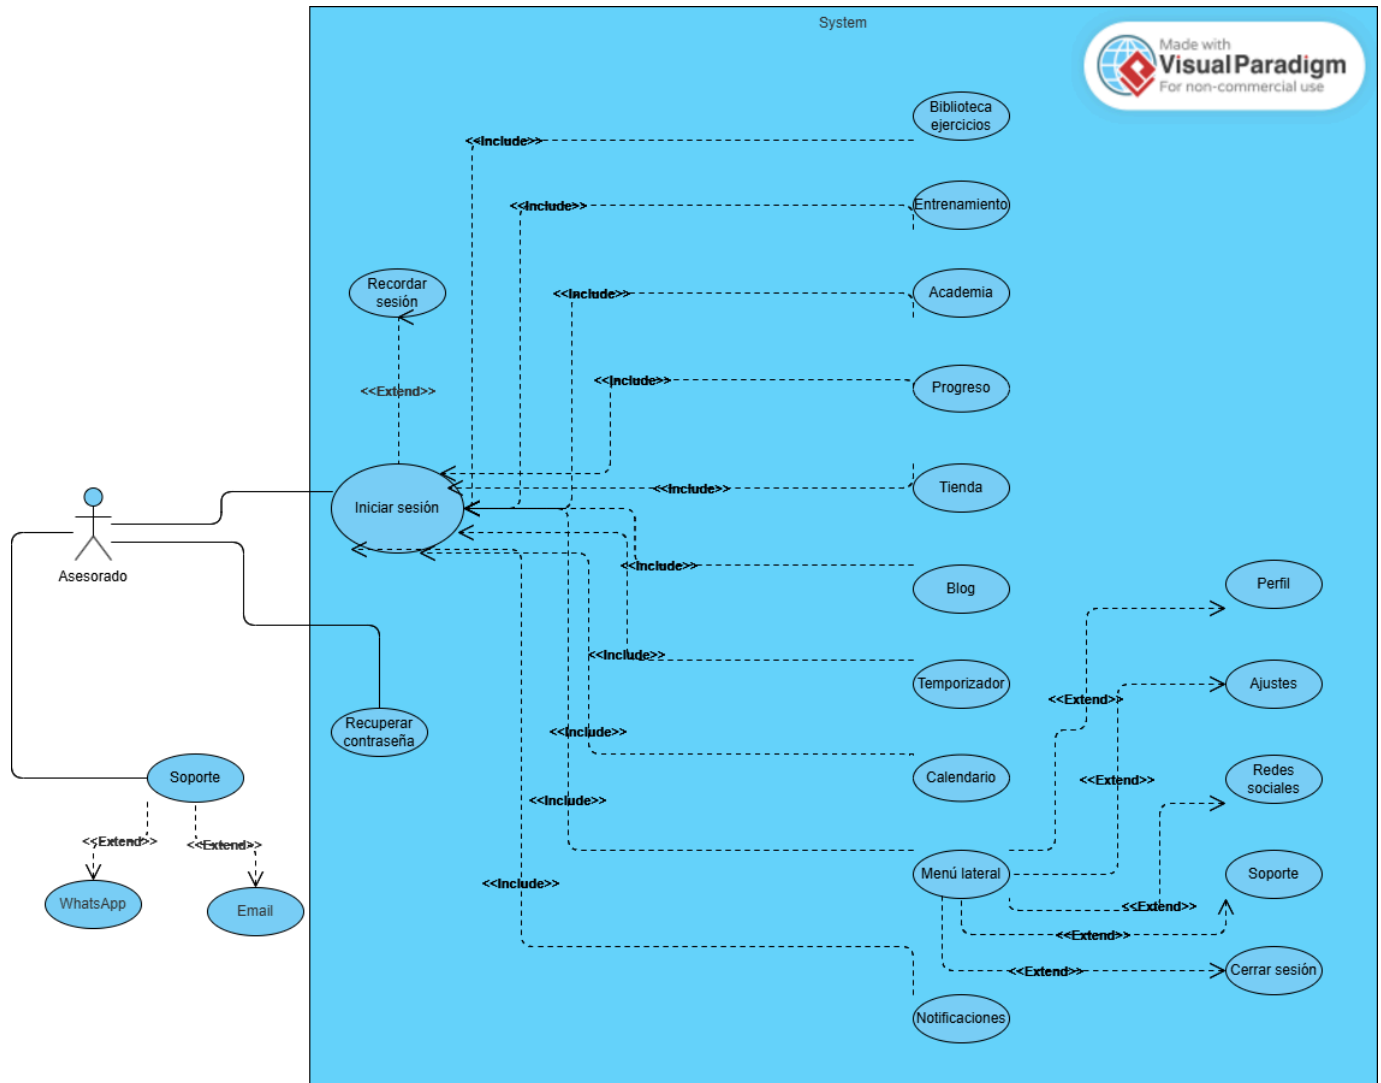 System
Made with
Visual Paradigm
For non-commercial use
Biblioteca
ejercicios
<<Include>>
<<Include>>
Entrenamiento
Recordar
sesión
<<Include>>
Academia
<<Include>>
Progreso
<<Extend>>
Iniciar sesión
<<Include>>
Tienda
Asesorado
<<Include>>
Blog
Perfil
<<Include>>
Temporizador
<<Extend>>
Ajustes
Recuperar
contraseña
<<Include>>
Soporte
Calendario
<<Extend>>
Redes
sociales
<<Include>>
<<Extend>>
<<Extend>>
WhatsApp
Email
<<Include>>
Menú lateral
Soporte
<<Extend>>
<<Extend>>
<<Extend>>
Cerrar sesión
Notificaciones